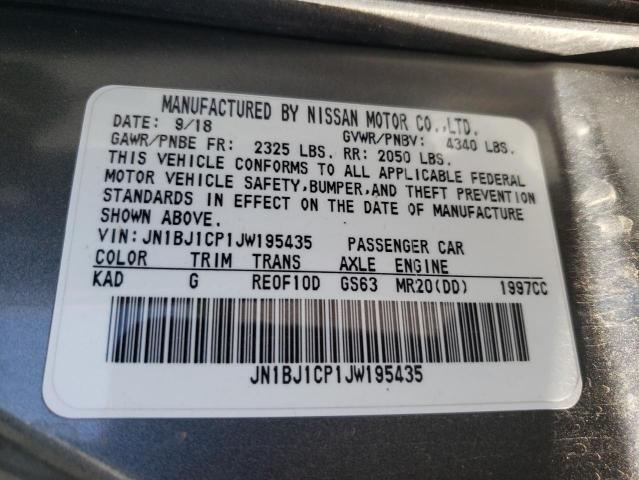 MANUFACTURED BY NISSAN MOTOR CO.,LTD.
DATE: 9/18 GVWR/PNBV: 4340 LBS.
GAWR/PNBE FR: 2325 LBS. RR: 2050 LBS.
THIS VEHICLE CONFORMS TO ALL APPLICABLE FEDERAL
MOTOR VEHICLE SAFETY,BUMPER,AND THEFT PREVENTION
STANDARDS IN EFFECT ON THE DATE OF MANUFACTURE
SHOWN ABOVE.
VIN:JN1BJ1CP1JW195435 PASSENGER CAR
COLOR TRIM TRANS AXLE ENGINE
KAD G RE0F10D GS63 MR20(DD) 1997CC
JN1BJ1CP1JW195435